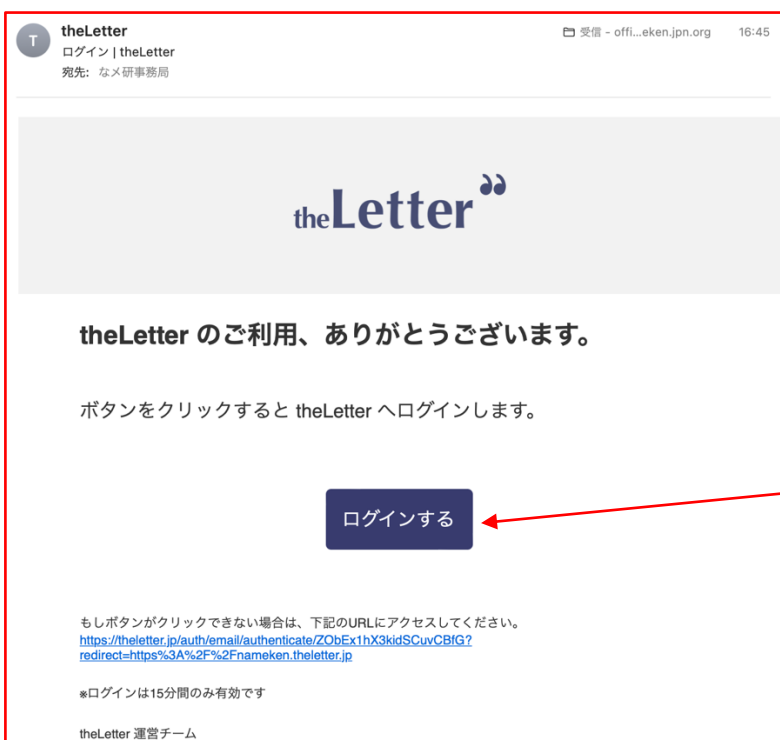 T
theLetter
受信 - offi...eken.jpn.org 16:45
ログイン | theLetter
宛先: なメ研事務局
theLetter”
theLetter のご利用、ありがとうございます。
ボタンをクリックすると theLetter へログインします。
ログインする
もしボタンがクリックできない場合は、下記のURLにアクセスしてください。
https://theletter.jp/auth/email/authenticate/ZObEx1hX3kidSCuvCBfG?
redirect=https%3A%2F%2Fnameken.theletter.jp
※ログインは15分間のみ有効です
theLetter 運営チーム